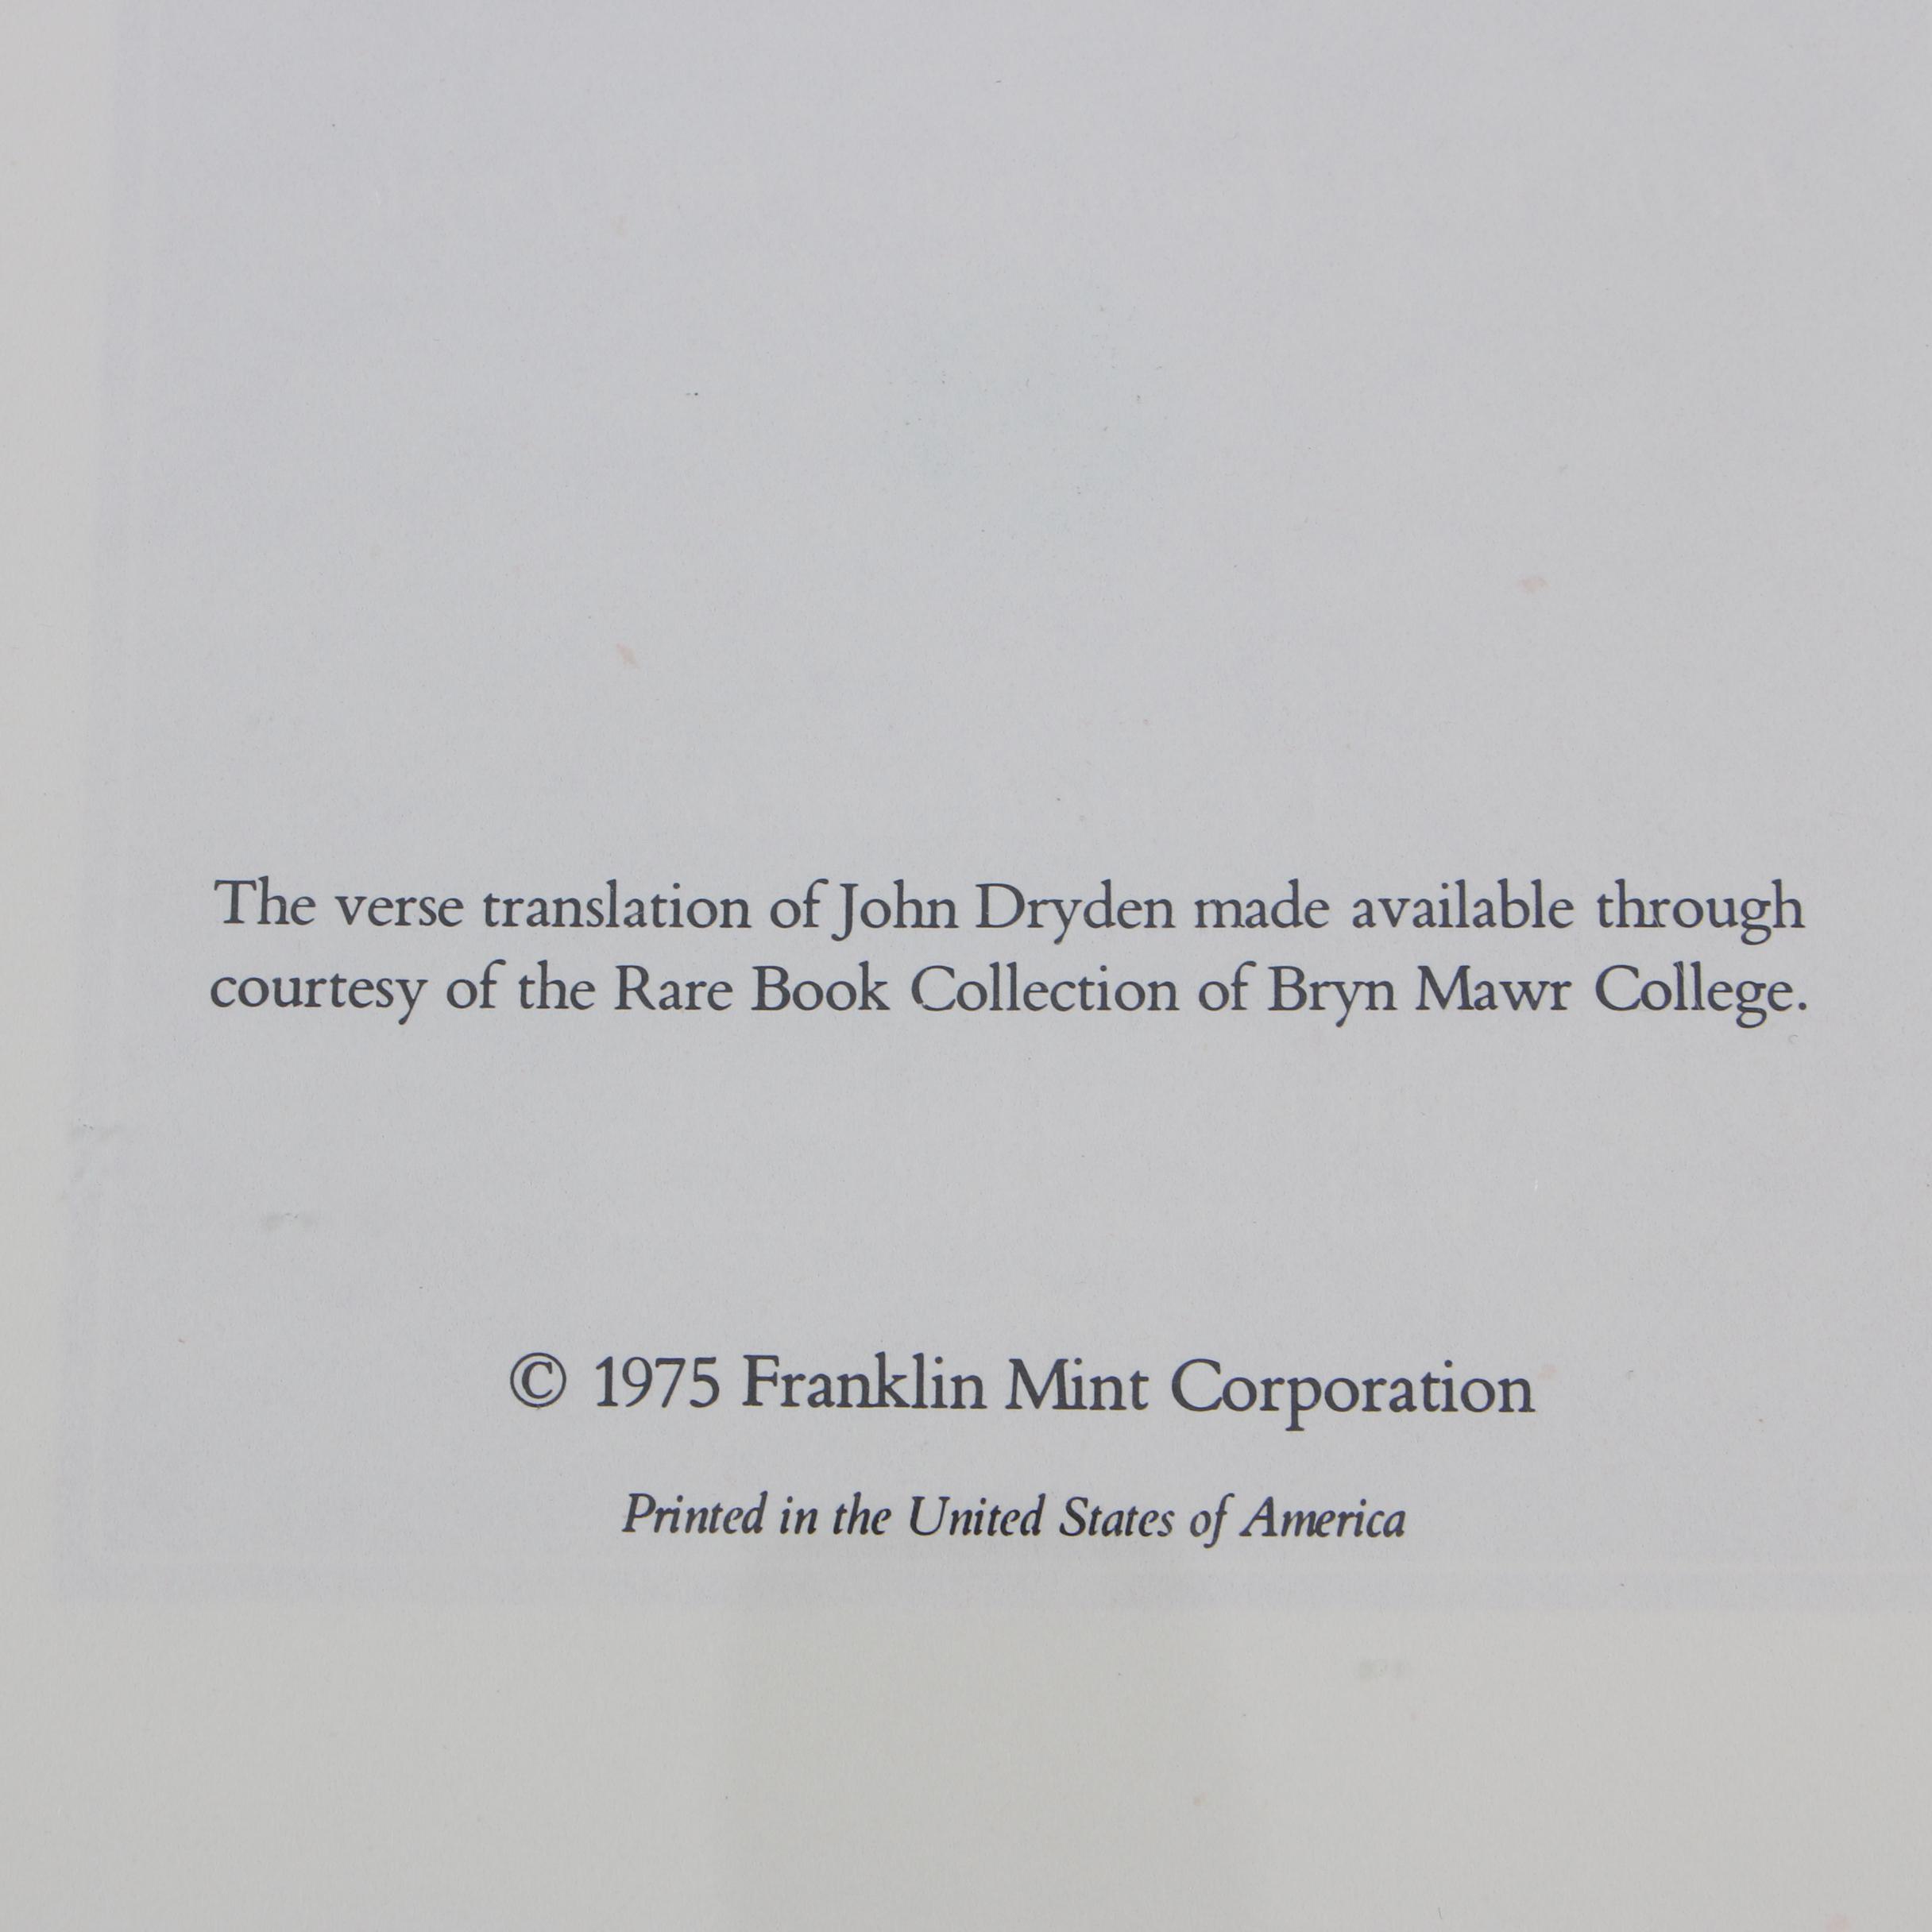 The verse translation of John Dryden made available through
courtesy of the Rare Book Collection of Bryn Mawr College.
© 1975 Franklin Mint Corporation
Printed in the United States of America